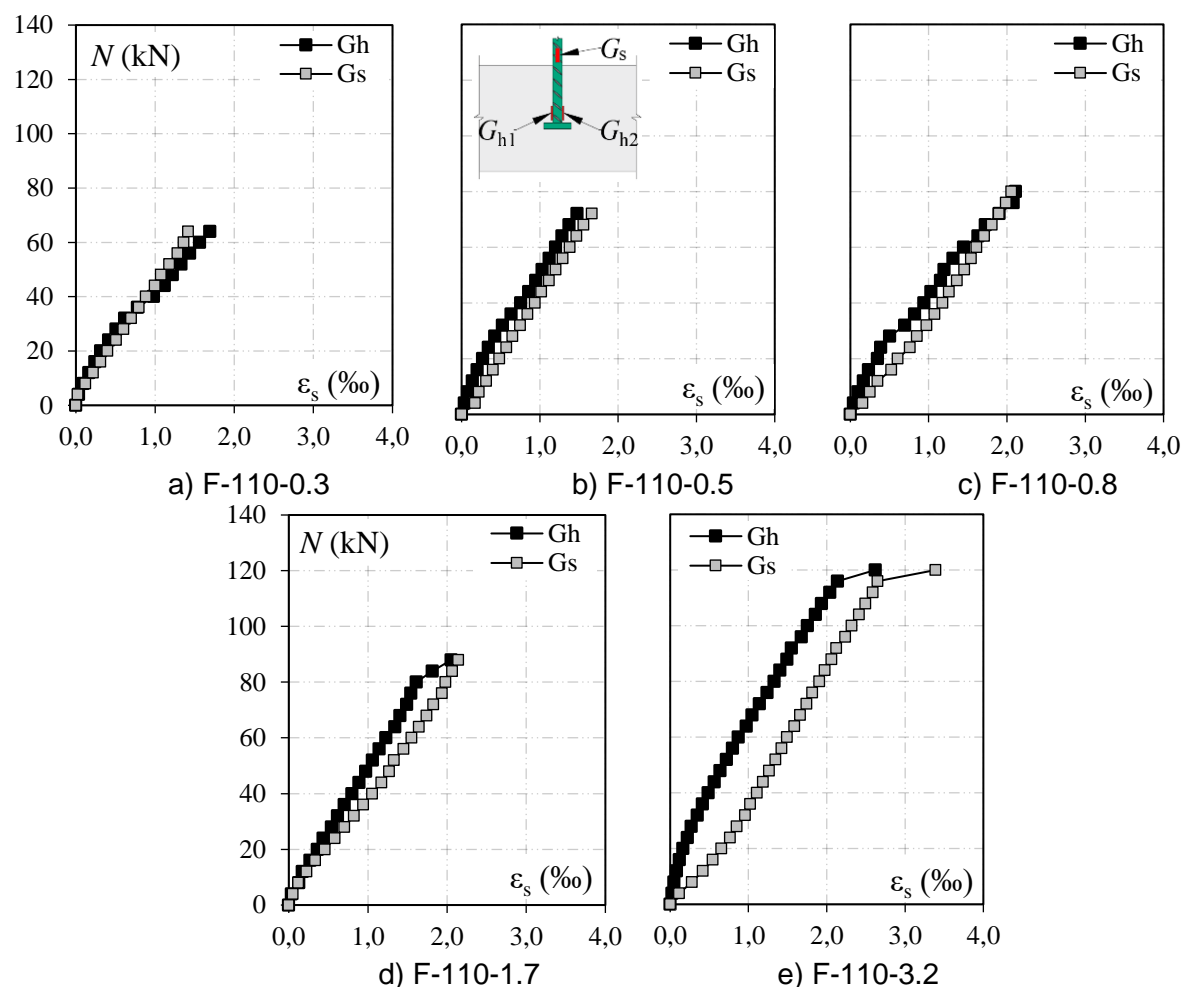 140
120
100
80
60
40
20
0
N (kN)
Gh
Gs
εs (‰)
0,0 1,0 2,0 3,0 4,0
a) F-110-0.3
Gs
Gh1
Gh2
Gh
Gs
εs (‰)
0,0 1,0 2,0 3,0 4,0
b) F-110-0.5
Gh
Gs
εs (‰)
0,0 1,0 2,0 3,0 4,0
c) F-110-0.8
140
120
100
80
60
40
20
0
N (kN)
Gh
Gs
εs (‰)
0,0 1,0 2,0 3,0 4,0
d) F-110-1.7
Gh
Gs
εs (‰)
0,0 1,0 2,0 3,0 4,0
e) F-110-3.2